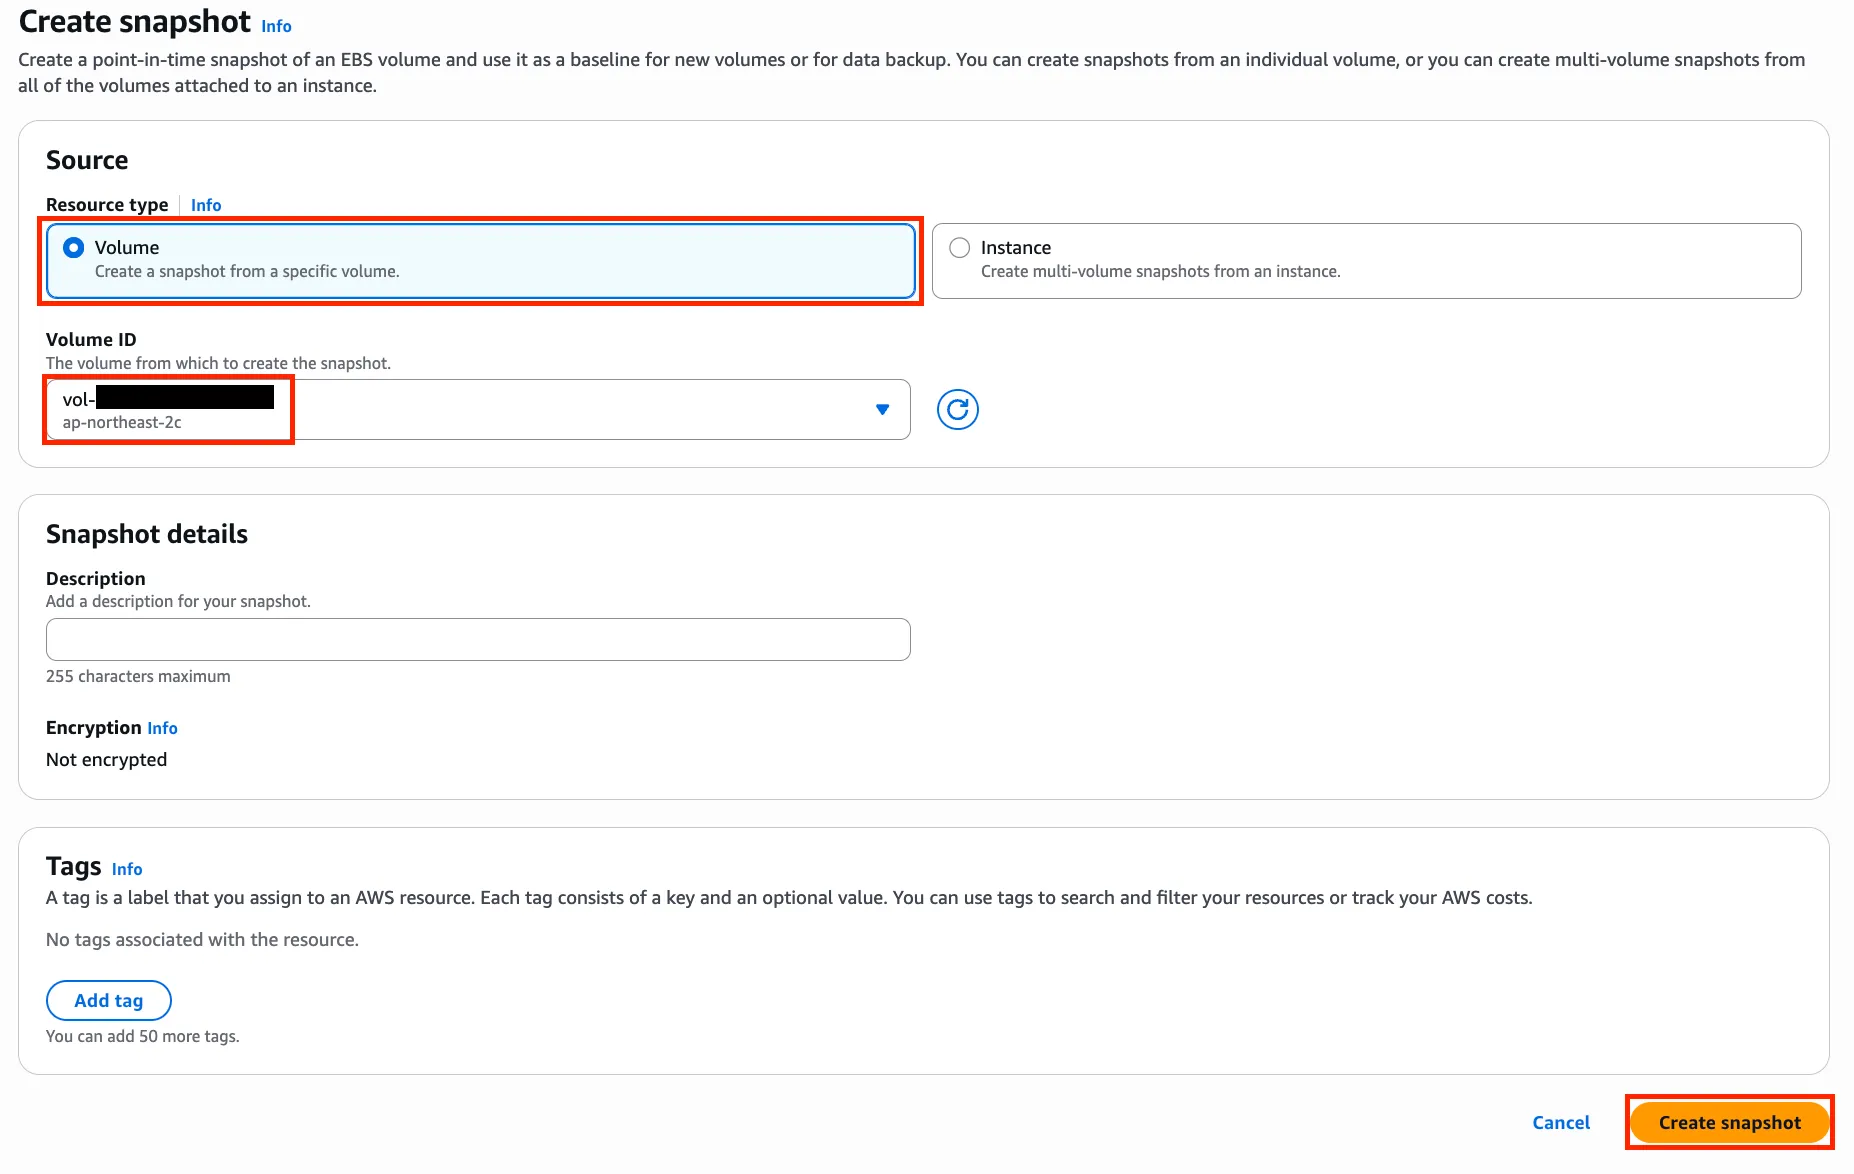 Create snapshot Info
Create a point-in-time snapshot of an EBS volume and use it as a baseline for new volumes or for data backup. You can create snapshots from an individual volume, or you can create multi-volume snapshots from
all of the volumes attached to an instance.
Source
Resource type Info
Volume
Create a snapshot from a specific volume.
Instance
Create multi-volume snapshots from an instance.
Volume ID
The volume from which to create the snapshot.
vol-
ap-northeast-2c
Snapshot details
Description
Add a description for your snapshot.
255 characters maximum
Encryption Info
Not encrypted
Tags Info
A tag is a label that you assign to an AWS resource. Each tag consists of a key and an optional value. You can use tags to search and filter your resources or track your AWS costs.
No tags associated with the resource.
Add tag
You can add 50 more tags.
Cancel
Create snapshot